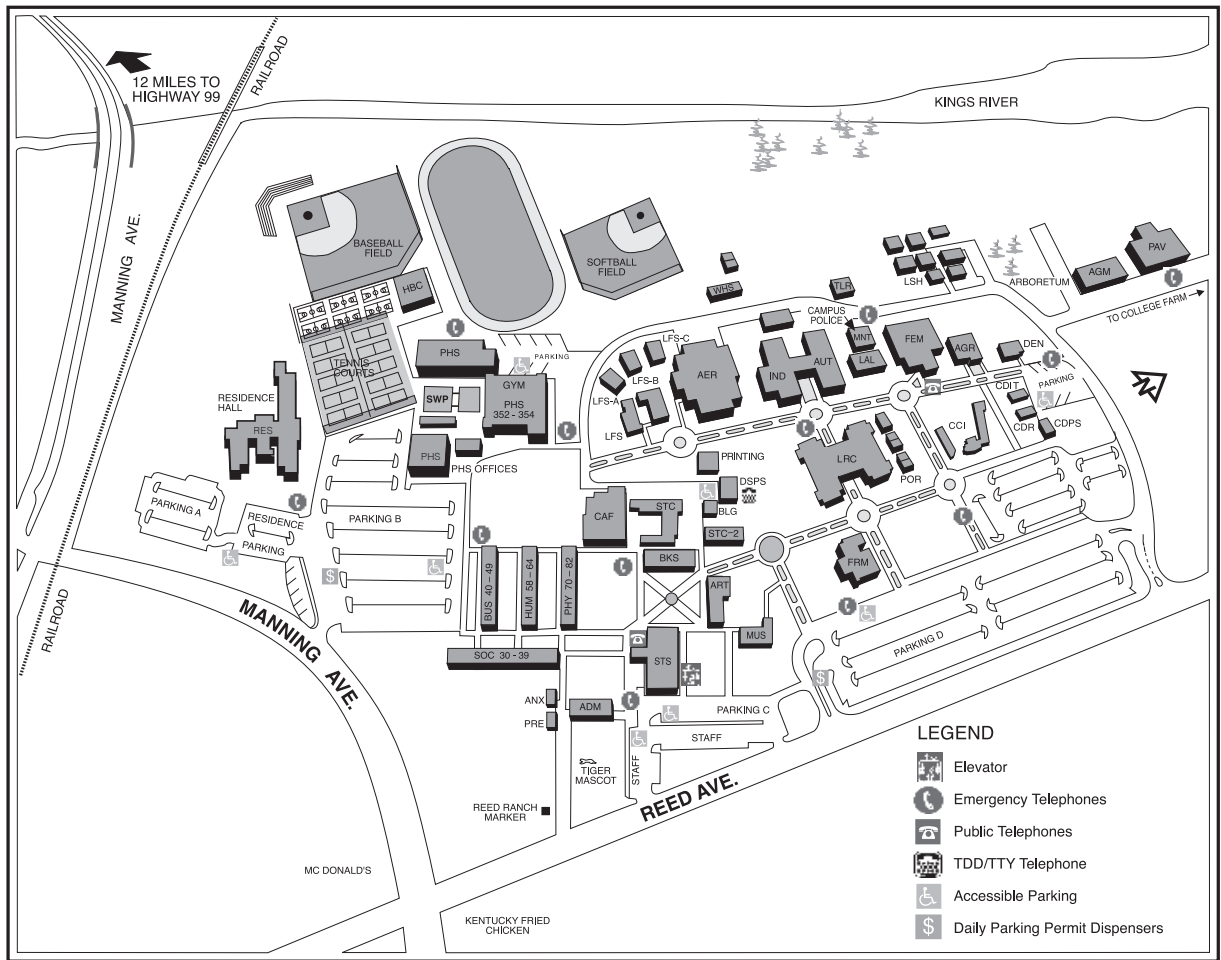 12 MILES TO
HIGHWAY 99
RAILROAD
KINGS RIVER
MANNING AVE.
BASEBALL
FIELD
SOFTBALL
FIELD
HBC
WHS
TLR
LSH
ARBORETUM
AGM
PAV
TO COLLEGE FARM
CAMPUS
POLICE
MNT
LAL
FEM
AGR
DEN
CDIT
PARKING
CDR
CDPS
CCI
LFS-C
LFS-B
LFS-A
LFS
AER
IND
AUT
PHS
PARKING
GYM
PHS
352 - 354
TENNIS
COURTS
SWP
RESIDENCE
HALL
RES
PHS
PHS OFFICES
PRINTING
DSPS
BLG
LRC
POR
PARKING A
RESIDENCE
PARKING
PARKING B
CAF
STC
STC-2
BKS
FRM
BUS 40 - 49
HUM 58 - 64
PHY 70 - 82
ART
MUS
$
RAILROAD
MANNING AVE.
SOC 30 - 39
STS
PARKING D
$
ANX
PRE
ADM
PARKING C
STAFF
STAFF
TIGER
MASCOT
REED AVE.
REED RANCH
MARKER
MC DONALD'S
KENTUCKY FRIED
CHICKEN
LEGEND
Elevator
Emergency Telephones
Public Telephones
TDD/TTY Telephone
Accessible Parking
$ Daily Parking Permit Dispensers